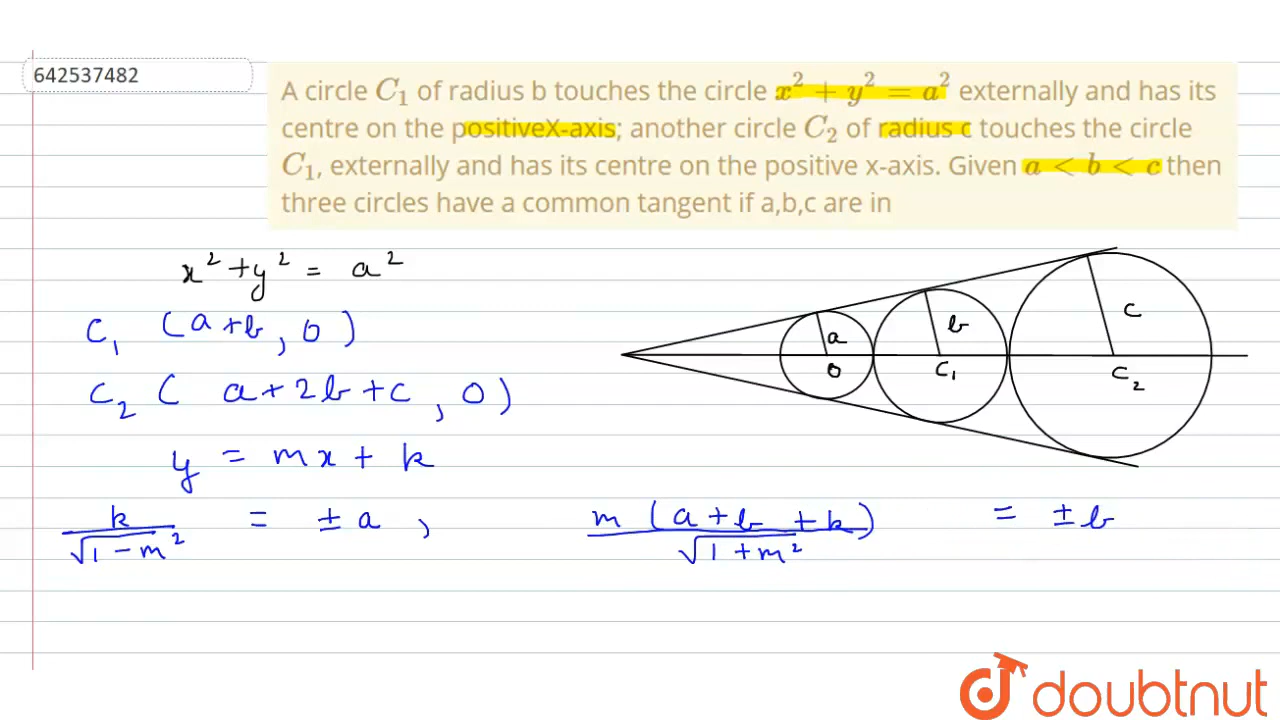 642537482
A circle C₁ of radius b touches the circle x² + y² = a² externally and has its
centre on the positiveX-axis; another circle C₂ of radius c touches the circle
C₁, externally and has its centre on the positive x-axis. Given a < b < c then
three circles have a common tangent if a,b,c are in
x² + y² = a²
C₁ (a+b, 0)
C₂ ( a+2b+c, 0)
y = mx + k
k/√1-m² = ±a, m(a+b+k)/√1+m² = ±b
a b c
O C₁ C₂
doubtnut